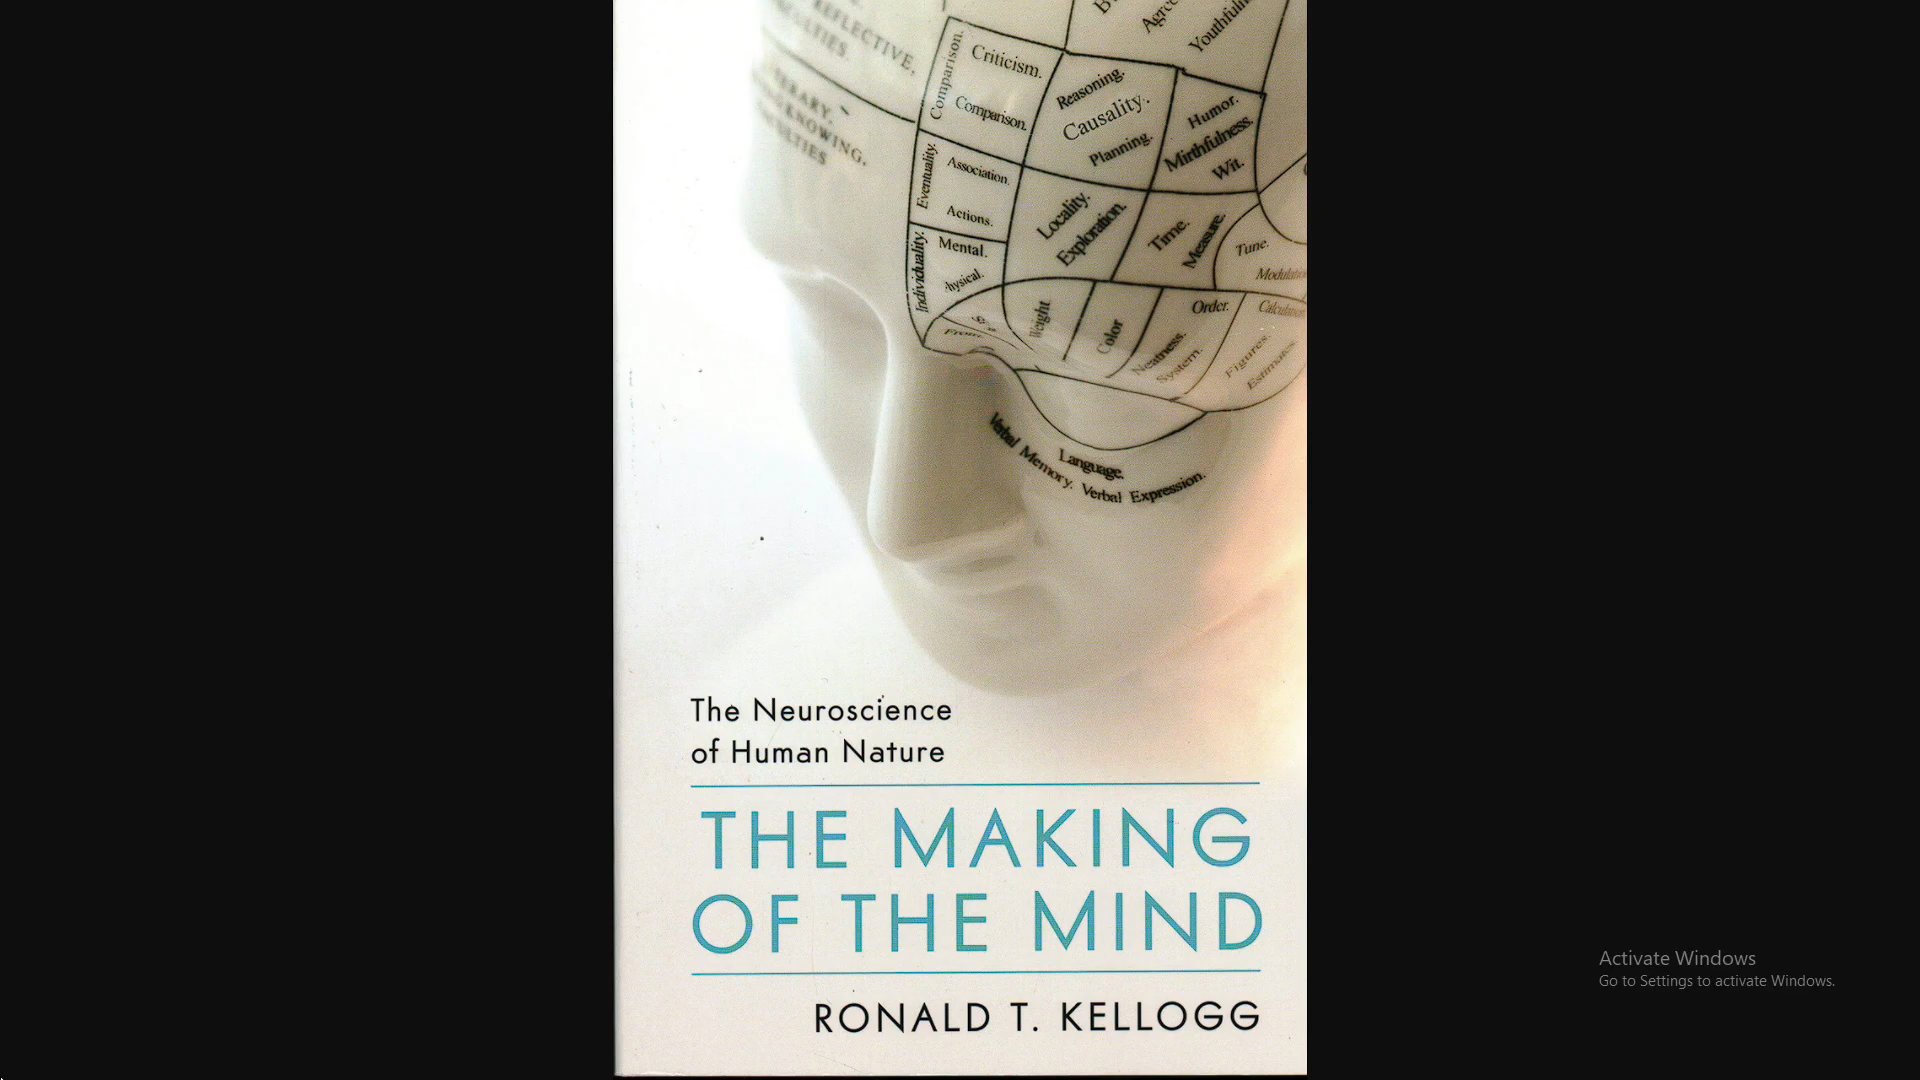 REFLECTIVE,
KNOWING,
Comparison.
Criticism.
Comparison.
Reasoning.
Causality.
Planning.
Humor.
Mirthfulness.
Wit.
Eventuality.
Association.
Actions.
Individuality.
Mental.
Locality.
Exploration.
Time.
Measure.
Tune.
Weight
Color
Order.
Neatness.
System.
Figures.
Estimates.
Language.
Verbal Memory. Verbal Expression.
The Neuroscience
of Human Nature
THE MAKING
OF THE MIND
RONALD T. KELLOGG
Activate Windows
Go to Settings to activate Windows.